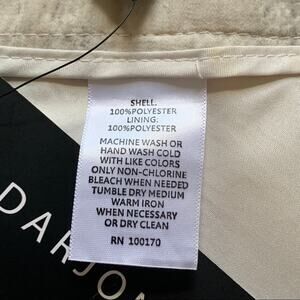 SHELL.
100%POLYESTER
LINING.
100%POLYESTER
MACHINE WASH OR
HAND WASH COLD
WITH LIKE COLORS
ONLY NON-CHLORINE
BLEACH WHEN NEEDED
TUMBLE DRY MEDIUM
WARM IRON
WHEN NECESSARY
OR DRY CLEAN
RN 100170
DARJON